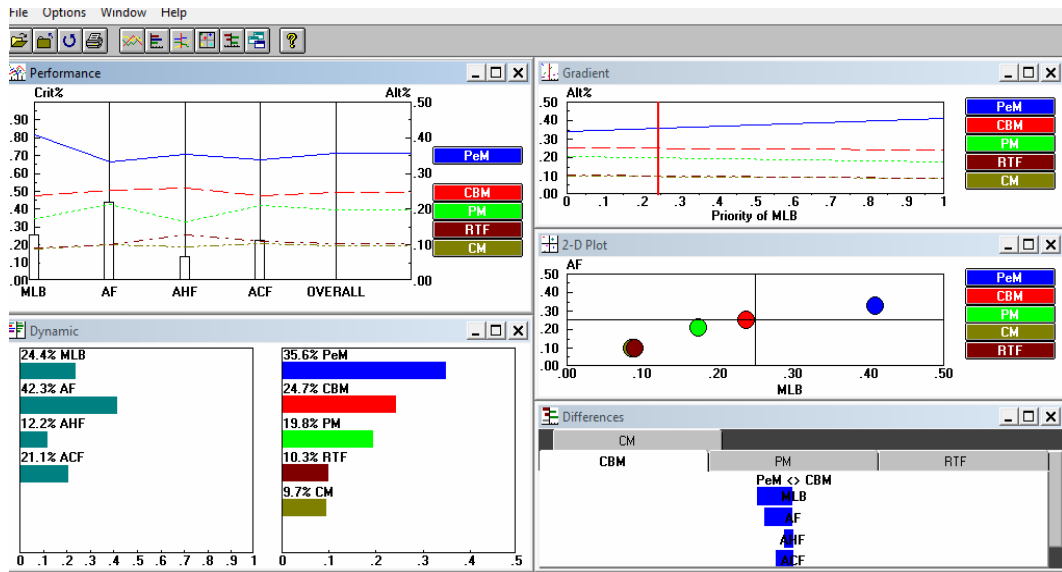 File Options Window Help
Performance
Crit% Alt%
.90
.80
.70
.60
.50
.40
.30
.20
.10
.00
.50
.40
.30
.20
.10
.00
MLB AF AHF ACF OVERALL
PeM
CBM
PM
RTF
CM
Gradient
Alt%
.50
.40
.30
.20
.10
.00
0 .1 .2 .3 .4 .5 .6 .7 .8 .9 1
Priority of MLB
PeM
CBM
PM
RTF
CM
2-D Plot
AF
.50
.40
.30
.20
.10
.00
.00 .10 .20 .30 .40 .50
MLB
PeM
CBM
PM
CM
RTF
Dynamic
24.4% MLB
42.3% AF
12.2% AHF
21.1% ACF
0 .1 .2 .3 .4 .5 .6 .7 .8 .9 1
35.6% PeM
24.7% CBM
19.8% PM
10.3% RTF
9.7% CM
0 .1 .2 .3 .4 .5
Differences
CM
CBM PM RTF
PeM <> CBM
MLB
AF
AHF
ACF